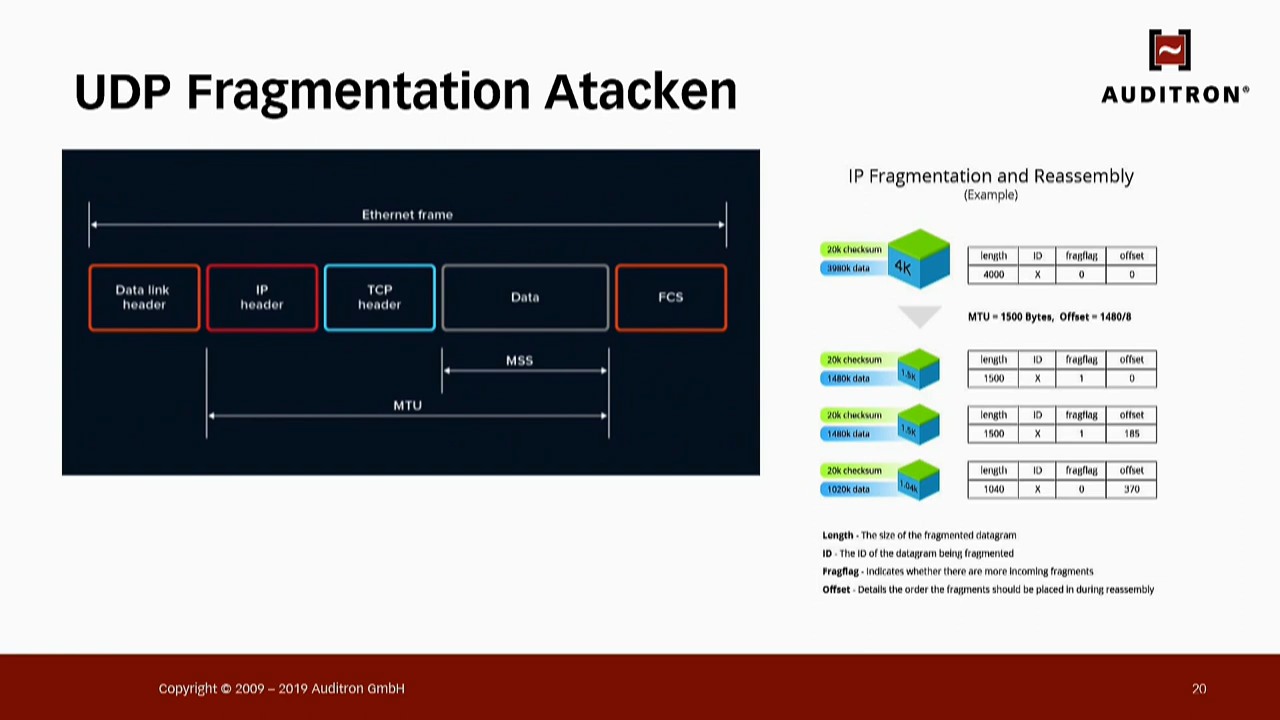 UDP Fragmentation Atacken
[~]
AUDITRON®
Ethernet frame
Data link
header
IP
header
TCP
header
Data
FCS
MSS
MTU
IP Fragmentation and Reassembly
(Example)
20k checksum
3980k data
4K
length ID fragflag offset
4000 X 0 0
MTU = 1500 Bytes, Offset = 1480/8
20k checksum
1480k data
1.5K
length ID fragflag offset
1500 X 1 0
20k checksum
1480k data
1.5K
length ID fragflag offset
1500 X 1 185
20k checksum
1020k data
1.04k
length ID fragflag offset
1040 X 0 370
Length - The size of the fragmented datagram
ID - The ID of the datagram being fragmented
Fragflag - Indicates whether there are more incoming fragments
Offset - Details the order the fragments should be placed in during reassembly
Copyright © 2009 – 2019 Auditron GmbH
20